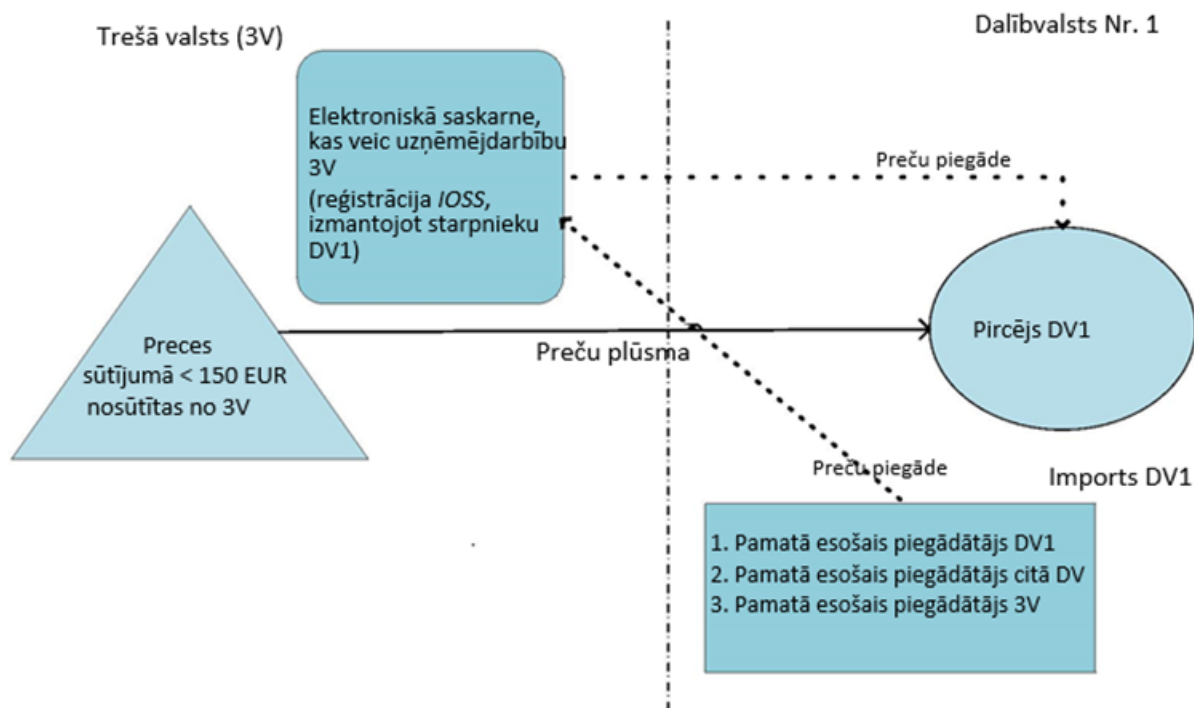 Trešā valsts (3V)
Dalībvalsts Nr. 1
Elektroniskā saskarne,
kas veic uzņēmējdarbību
3V
(reģistrācija IOSS,
izmantojot starpnieku
DV1)
Preču piegāde
Preces
sūtījumā < 150 EUR
nosūtītas no 3V
Preču plūsma
Pircējs DV1
Preču piegāde
Imports DV1
1. Pamatā esošais piegādātājs DV1
2. Pamatā esošais piegādātājs citā DV
3. Pamatā esošais piegādātājs 3V